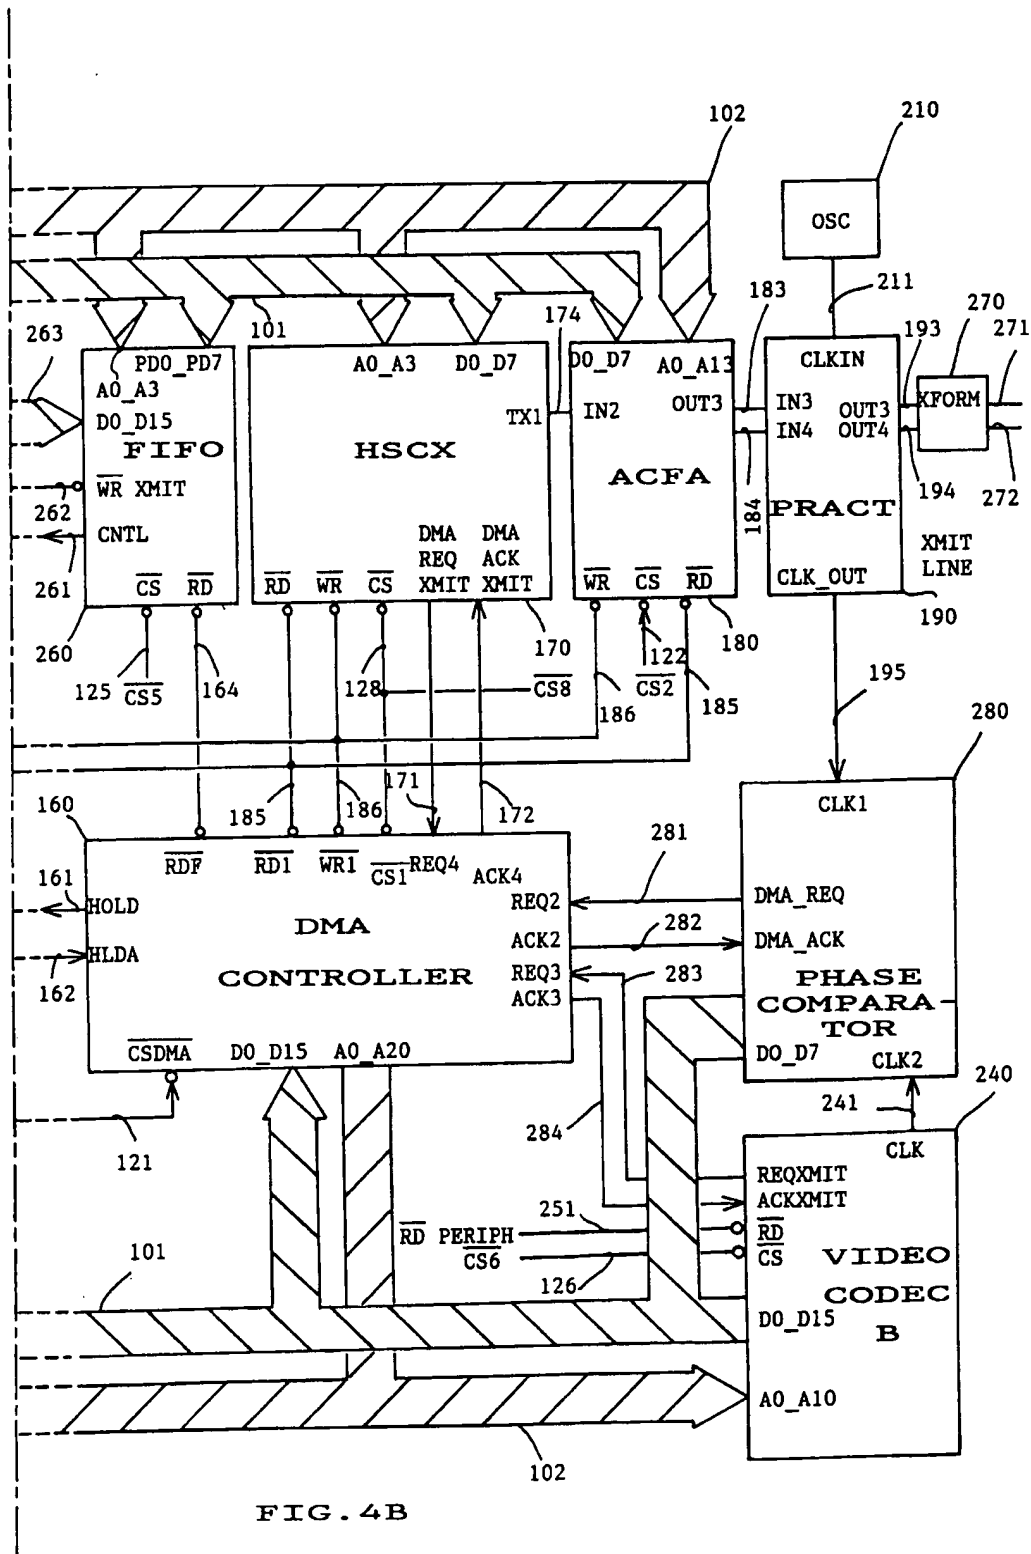 102
210
OSC
211
263
101
174
183
270
193
271
PD0_PD7
A0_A3
D0_D15
FIFO
WR XMIT
CNTL
CS RD
262
261
260
A0_A3 D0_D7
TX1
HSCX
DMA REQ XMIT
DMA ACK XMIT
RD WR CS
170
D0_D7
A0_A13
IN2
OUT3
ACFA
WR CS RD
180
184
CLKIN
IN3
IN4
OUT3
OUT4
PRACT
CLK_OUT
190
XFORM
194
272
XMIT
LINE
125
CS5
164
128
CS8
186
122
CS2
185
195
280
160
185
186
171
172
RDF RD1 WR1 CS1 REQ4 ACK4
161
HOLD
HLDA
162
DMA
CONTROLLER
REQ2
ACK2
REQ3
ACK3
CSDMA D0_D15 A0_A20
281
282
283
CLK1
DMA_REQ
DMA_ACK
PHASE
COMPARA-
TOR
D0_D7
CLK2
240
241
121
284
CLK
REQXMIT
ACKXMIT
RD
CS
VIDEO
CODEC
B
D0_D15
A0_A10
251
RD PERIPH
CS6
126
101
102
FIG.4B